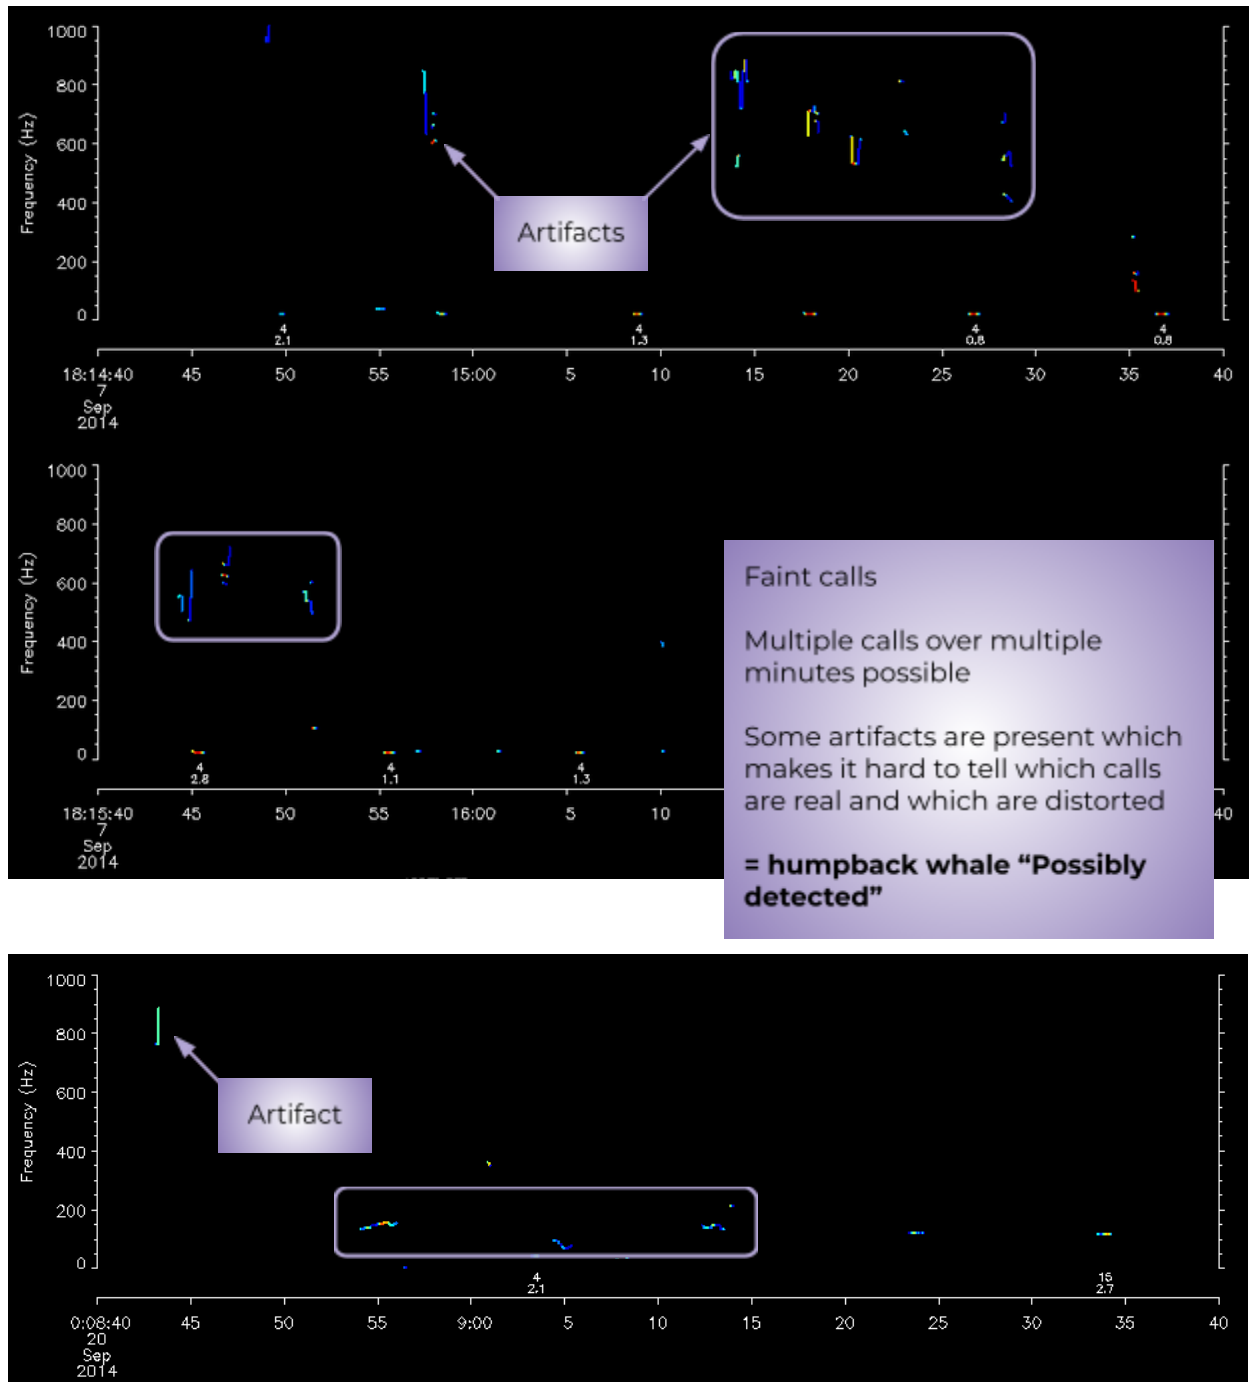 1000
800
600
400
200
0
Frequency (Hz)
Artifacts
4 4 4 4
2.1 1.3 0.8 0.8
18:14:40 45 50 55 15:00 5 10 15 20 25 30 35 40
7
Sep
2014
1000
800
600
400
200
0
Frequency (Hz)
4 4 4
2.8 1.1 1.3
18:15:40 45 50 55 16:00 5 10 40
7
Sep
2014
Faint calls
Multiple calls over multiple
minutes possible
Some artifacts are present which
makes it hard to tell which calls
are real and which are distorted
= humpback whale “Possibly
detected”
1000
800
600
400
200
0
Frequency (Hz)
Artifact
4 15
2.1 2.7
0:08:40 45 50 55 9:00 5 10 15 20 25 30 35 40
20
Sep
2014